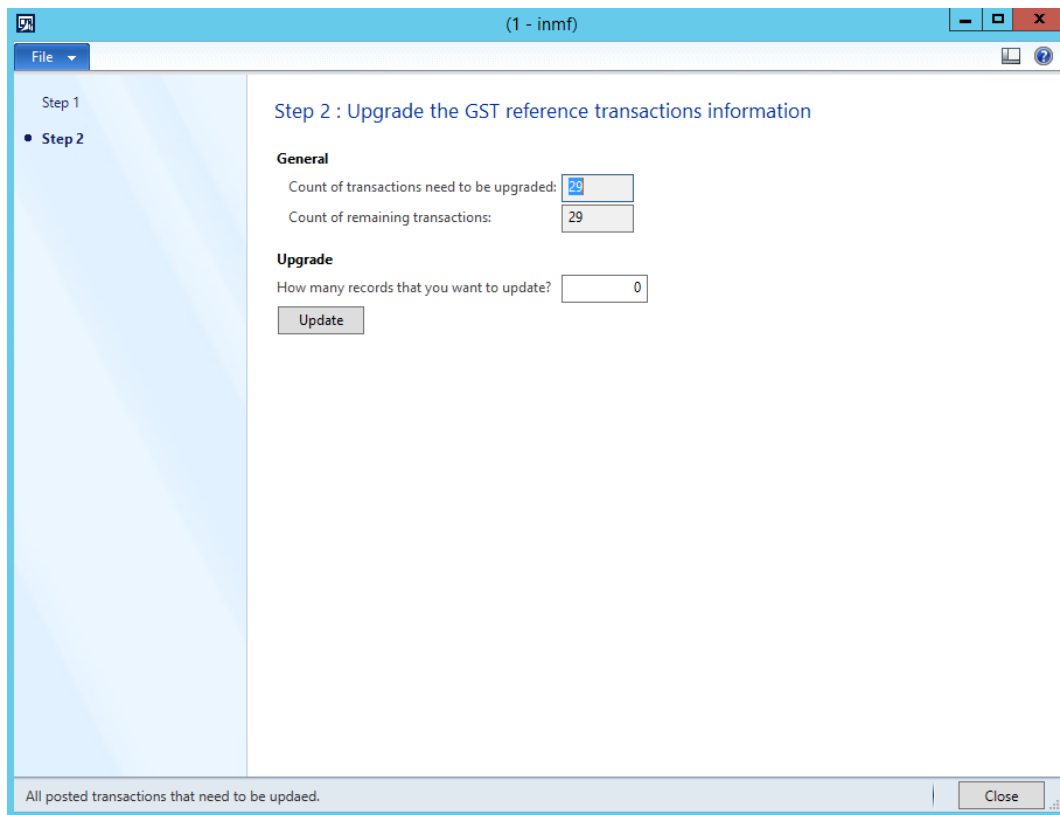 (1 - inmf)
File
Step 1
Step 2
Step 2 : Upgrade the GST reference transactions information
General
Count of transactions need to be upgraded: 29
Count of remaining transactions: 29
Upgrade
How many records that you want to update? 0
Update
All posted transactions that need to be updaed.
Close